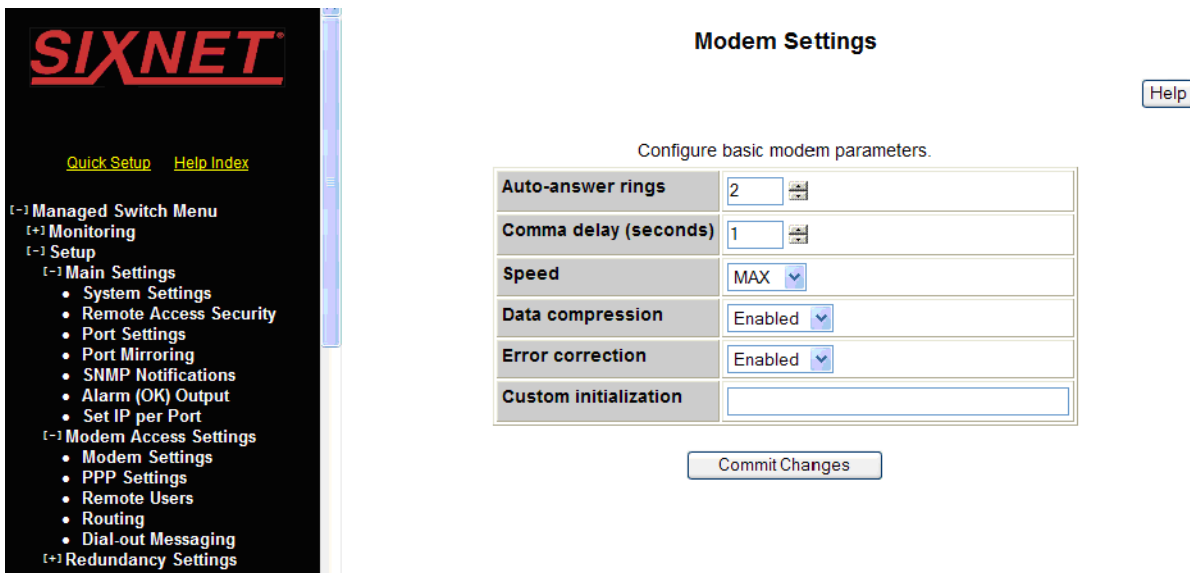 SIXNET®
Quick Setup Help Index
[-] Managed Switch Menu
[+] Monitoring
[-] Setup
[-] Main Settings
• System Settings
• Remote Access Security
• Port Settings
• Port Mirroring
• SNMP Notifications
• Alarm (OK) Output
• Set IP per Port
[-] Modem Access Settings
• Modem Settings
• PPP Settings
• Remote Users
• Routing
• Dial-out Messaging
[+] Redundancy Settings
Modem Settings
Help
Configure basic modem parameters.
Auto-answer rings 2
Comma delay (seconds) 1
Speed MAX
Data compression Enabled
Error correction Enabled
Custom initialization
Commit Changes